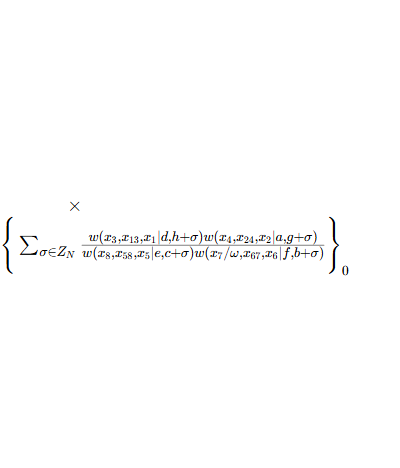 ×
{ ∑_{σ∈Z_N} \frac{w(x_3,x_{13},x_1|d,h+σ)w(x_4,x_{24},x_2|a,g+σ)}{w(x_8,x_{58},x_5|e,c+σ)w(x_7/ω,x_{67},x_6|f,b+σ)} }_0